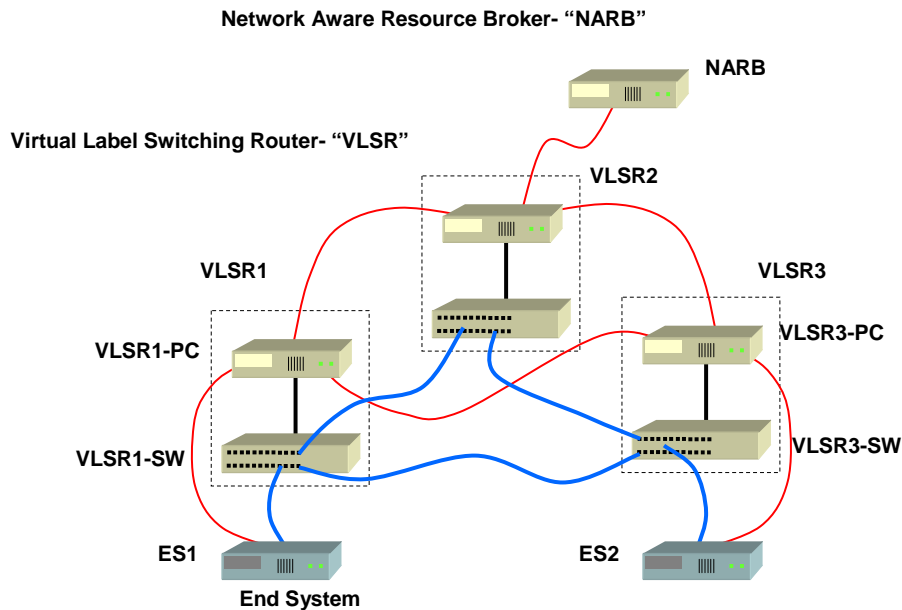 Network Aware Resource Broker- “NARB”
NARB
Virtual Label Switching Router- “VLSR”
VLSR2
VLSR1
VLSR3
VLSR1-PC
VLSR3-PC
VLSR1-SW
VLSR3-SW
ES1
ES2
End System